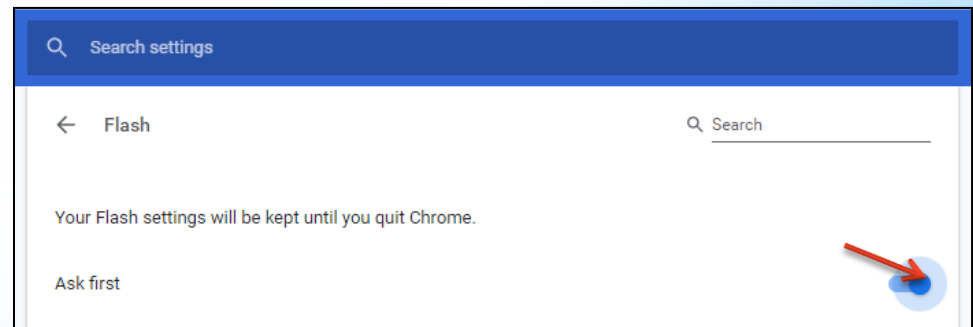 Search settings
Flash
Search
Your Flash settings will be kept until you quit Chrome.
Ask first